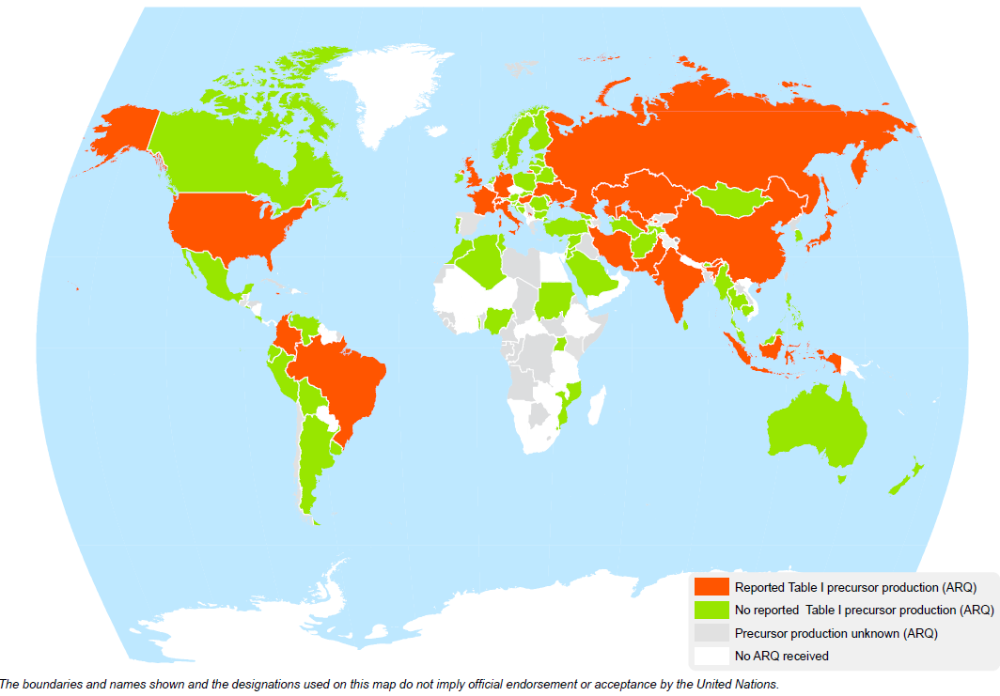 Reported Table I precursor production (ARQ)
No reported  Table I precursor production (ARQ)
Precursor production unknown (ARQ)
No ARQ received
The boundaries and names shown and the designations used on this map do not imply official endorsement or acceptance by the United Nations.